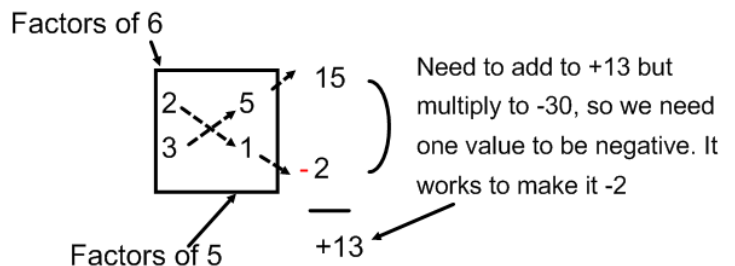 Factors of 6
2 5 15
3 1 -2
+13
Factors of 5
Need to add to +13 but
multiply to -30, so we need
one value to be negative. It
works to make it -2